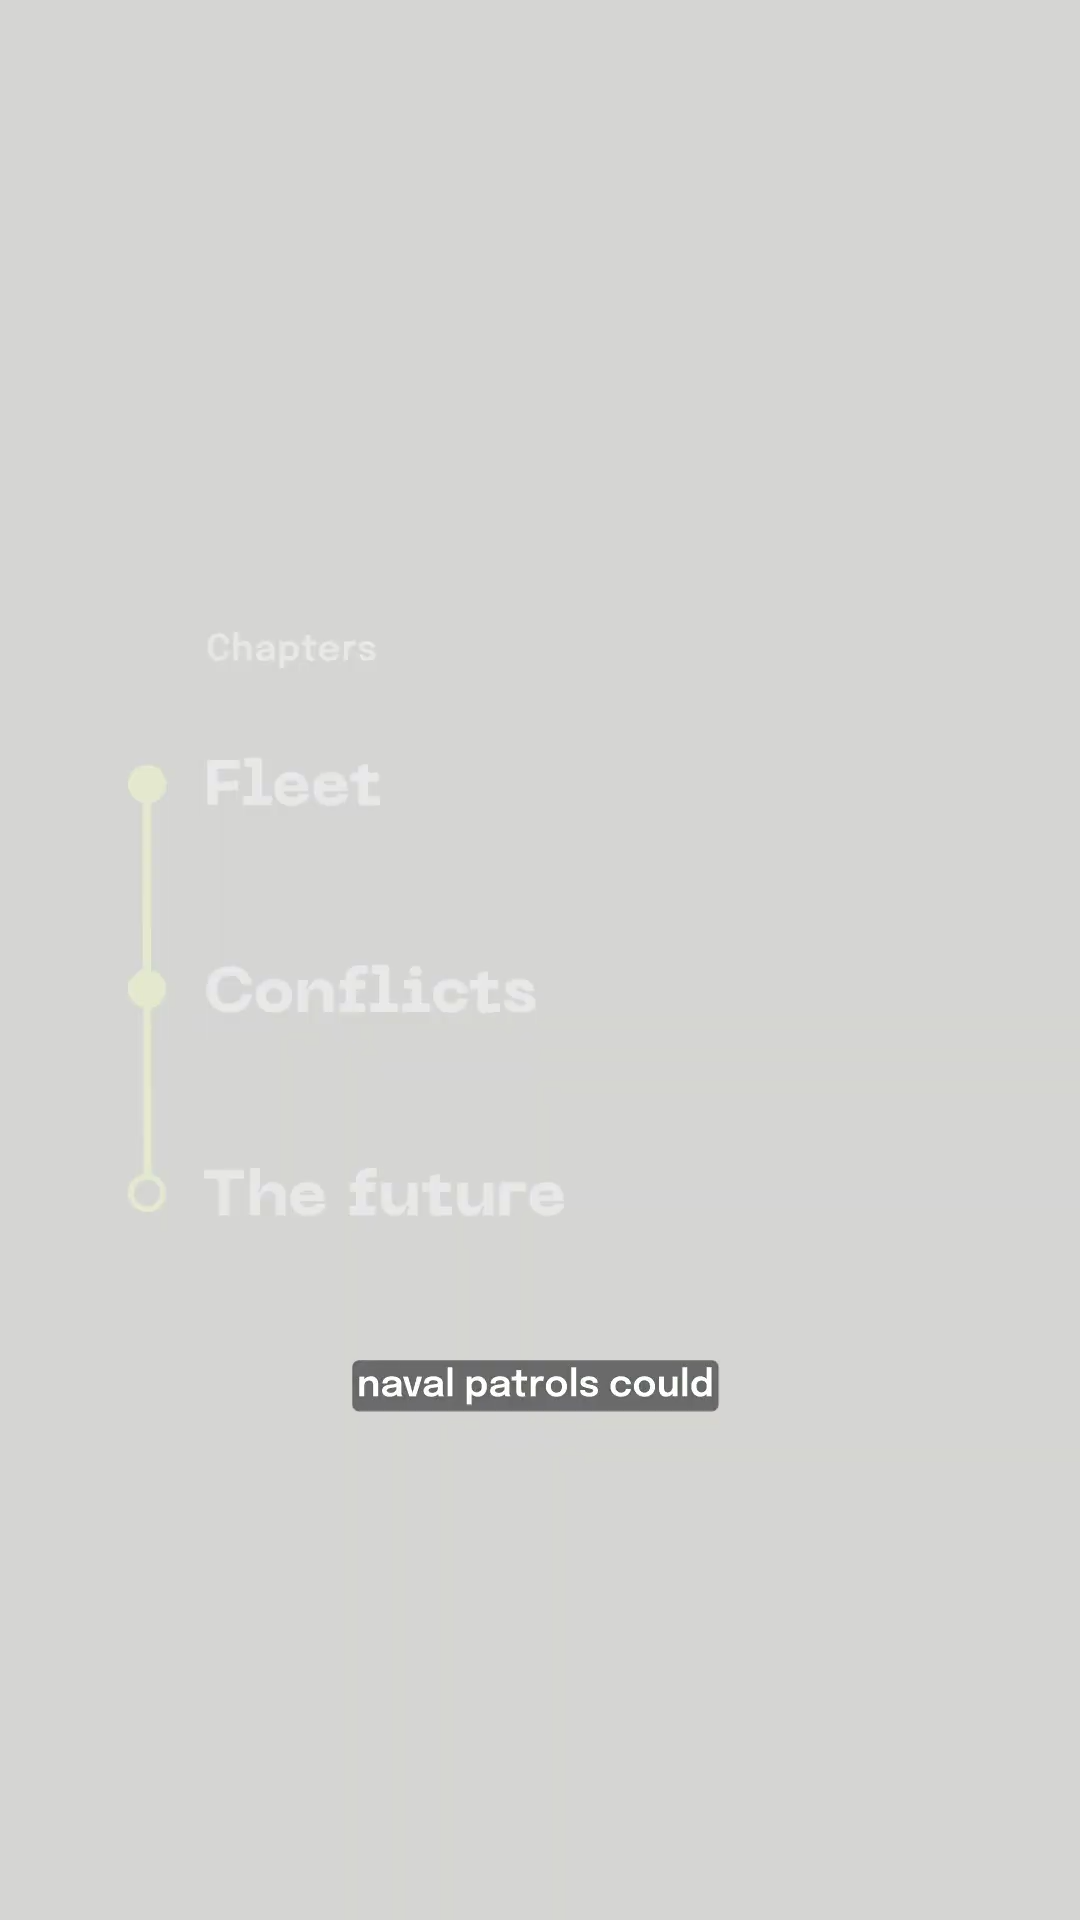 Chapters
Fleet
Conflicts
The future
naval patrols could